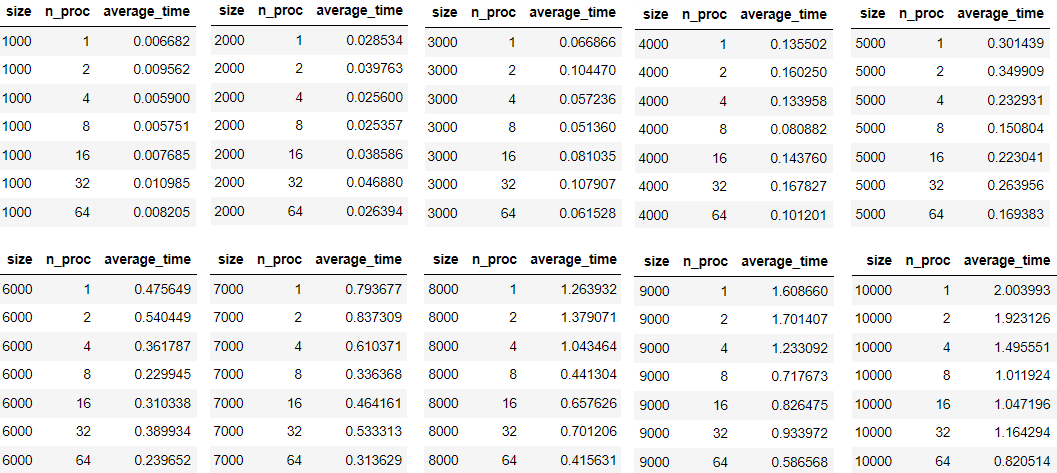 size n_proc average_time
1000 1 0.006682
1000 2 0.009562
1000 4 0.005900
1000 8 0.005751
1000 16 0.007685
1000 32 0.010985
1000 64 0.008205
size n_proc average_time
2000 1 0.028534
2000 2 0.039763
2000 4 0.025600
2000 8 0.025357
2000 16 0.038586
2000 32 0.046880
2000 64 0.026394
size n_proc average_time
3000 1 0.066866
3000 2 0.104470
3000 4 0.057236
3000 8 0.051360
3000 16 0.081035
3000 32 0.107907
3000 64 0.061528
size n_proc average_time
4000 1 0.135502
4000 2 0.160250
4000 4 0.133958
4000 8 0.080882
4000 16 0.143760
4000 32 0.167827
4000 64 0.101201
size n_proc average_time
5000 1 0.301439
5000 2 0.349909
5000 4 0.232931
5000 8 0.150804
5000 16 0.223041
5000 32 0.263956
5000 64 0.169383
size n_proc average_time
6000 1 0.475649
6000 2 0.540449
6000 4 0.361787
6000 8 0.229945
6000 16 0.310338
6000 32 0.389934
6000 64 0.239652
size n_proc average_time
7000 1 0.793677
7000 2 0.837309
7000 4 0.610371
7000 8 0.336368
7000 16 0.464161
7000 32 0.533313
7000 64 0.313629
size n_proc average_time
8000 1 1.263932
8000 2 1.379071
8000 4 1.043464
8000 8 0.441304
8000 16 0.657626
8000 32 0.701206
8000 64 0.415631
size n_proc average_time
9000 1 1.608660
9000 2 1.701407
9000 4 1.233092
9000 8 0.717673
9000 16 0.826475
9000 32 0.933972
9000 64 0.586568
size n_proc average_time
10000 1 2.003993
10000 2 1.923126
10000 4 1.495551
10000 8 1.011924
10000 16 1.047196
10000 32 1.164294
10000 64 0.820514